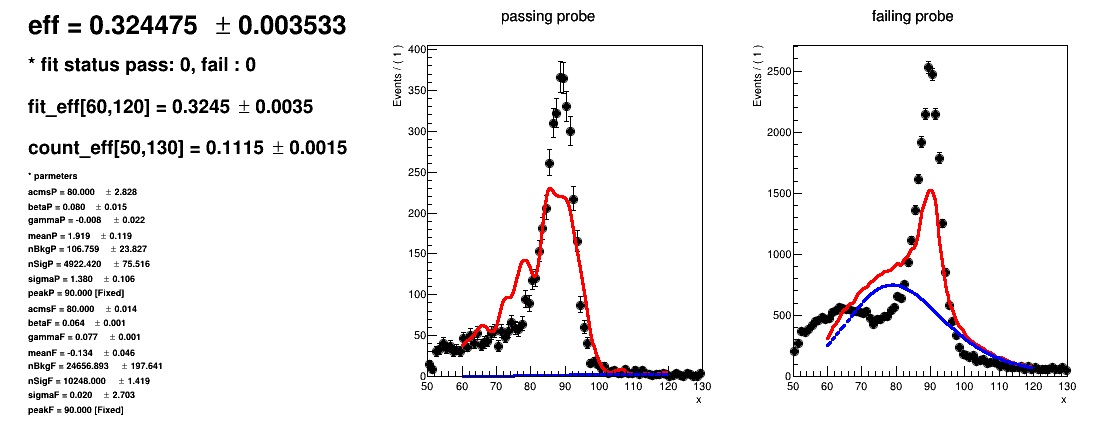 eff = 0.324475 ± 0.003533
* fit status pass: 0, fail : 0
fit_eff[60,120] = 0.3245 ± 0.0035
count_eff[50,130] = 0.1115 ± 0.0015
* parmeters
acmsP = 80.000 ± 2.828
betaP = 0.080 ± 0.015
gammaP = -0.008 ± 0.022
meanP = 1.919 ± 0.119
nBkgP = 106.759 ± 23.827
nSigP = 4922.420 ± 75.516
sigmaP = 1.380 ± 0.106
peakP = 90.000 [Fixed]
acmsF = 80.000 ± 0.014
betaF = 0.064 ± 0.001
gammaF = 0.077 ± 0.001
meanF = -0.134 ± 0.046
nBkgF = 24656.893 ± 197.641
nSigF = 10248.000 ± 1.419
sigmaF = 0.020 ± 2.703
peakF = 90.000 [Fixed]
passing probe
Events / ( 1 )
400
350
300
250
200
150
100
50
0
50 60 70 80 90 100 110 120 130
x
failing probe
Events / ( 1 )
2500
2000
1500
1000
500
0
50 60 70 80 90 100 110 120 130
x